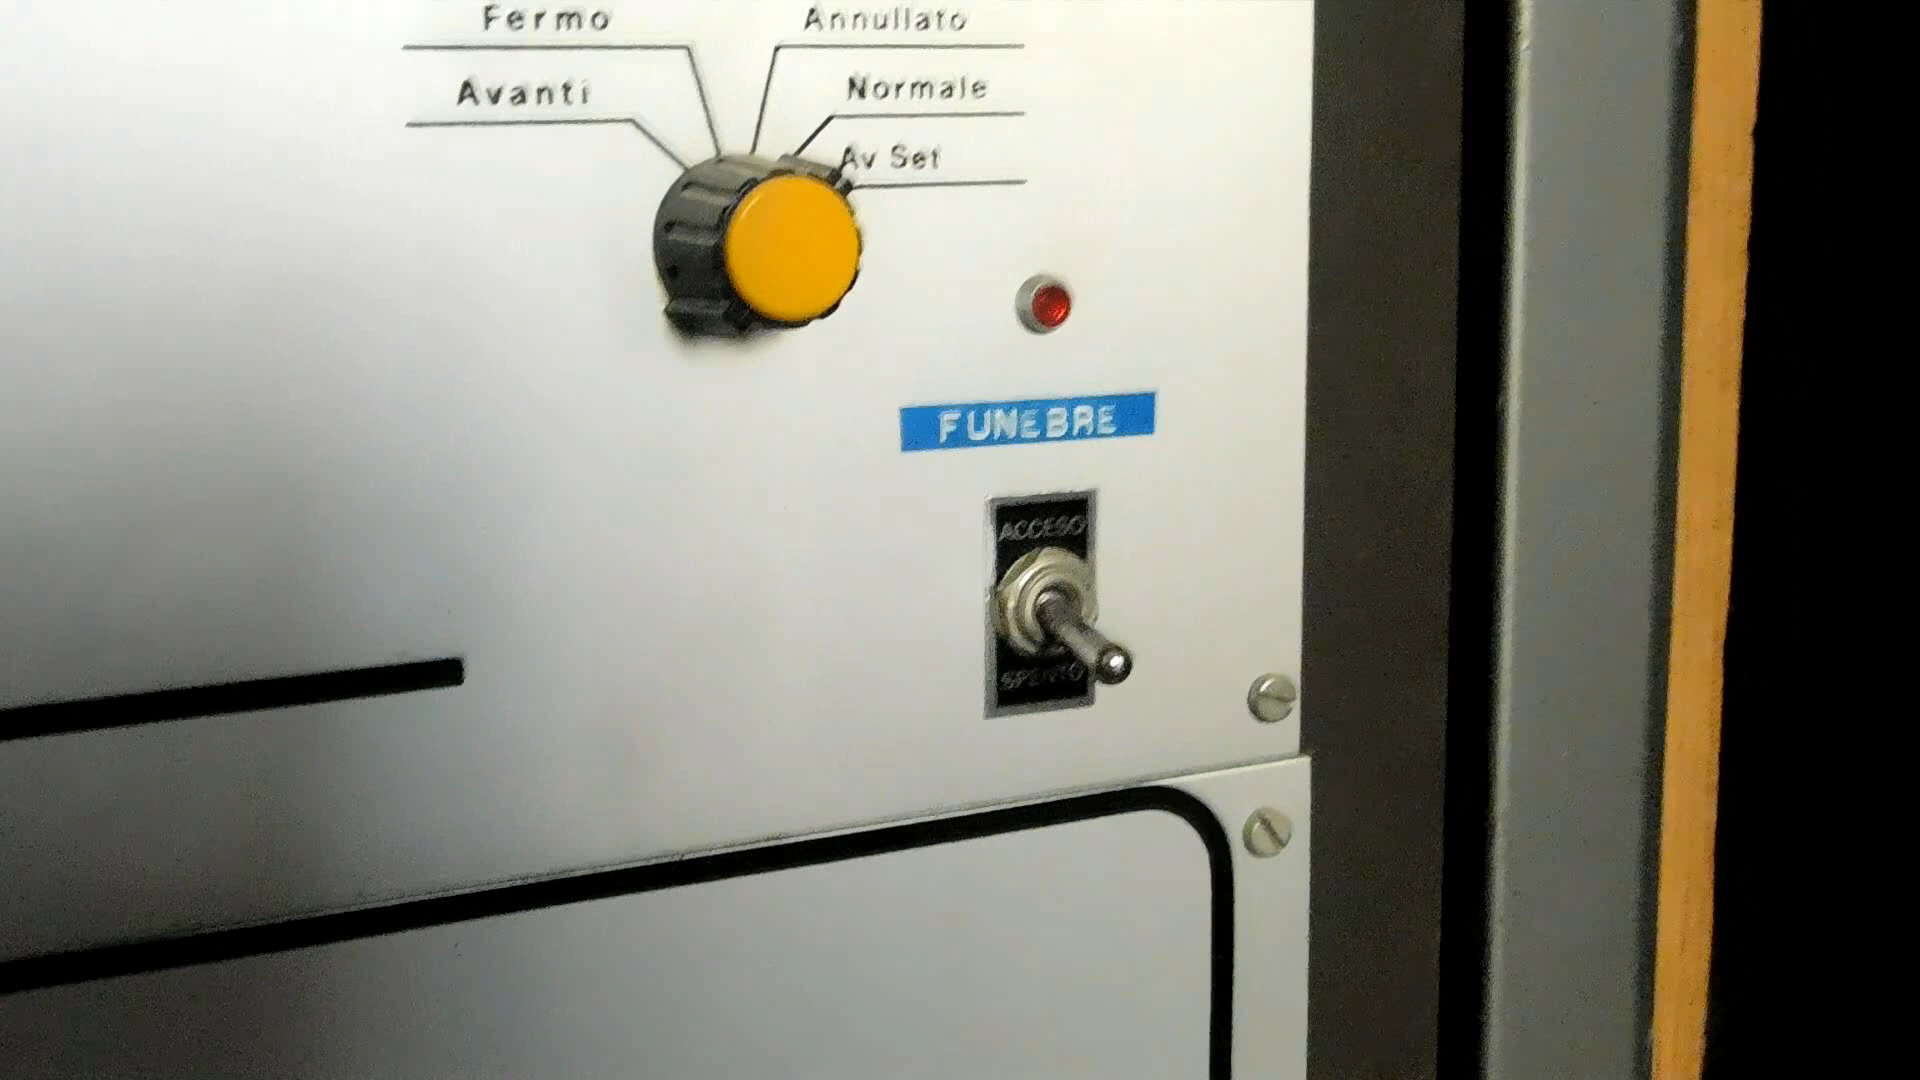 Fermo
Annullato
Avanti
Normale
Av Set
FUNEBRE
ACCESO
SPENTO